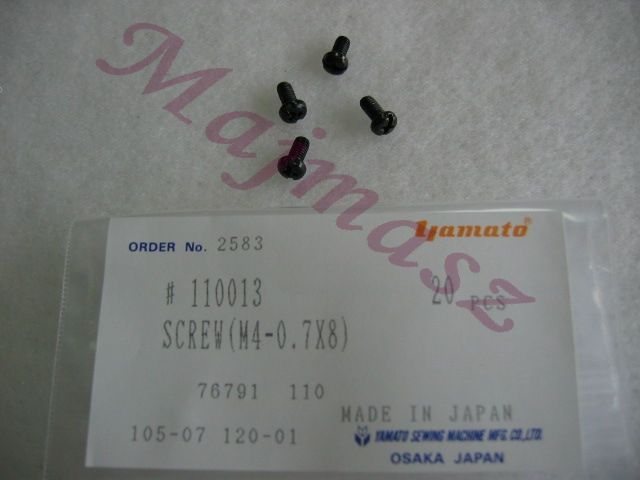 Majmasz
yamato®
ORDER No. 2583
# 110013 20 PCS
SCREW(M4-0.7X8)
76791 110
MADE IN JAPAN
105-07 120-01 YAMATO SEWING MACHINE MFG. CO., LTD.
OSAKA JAPAN